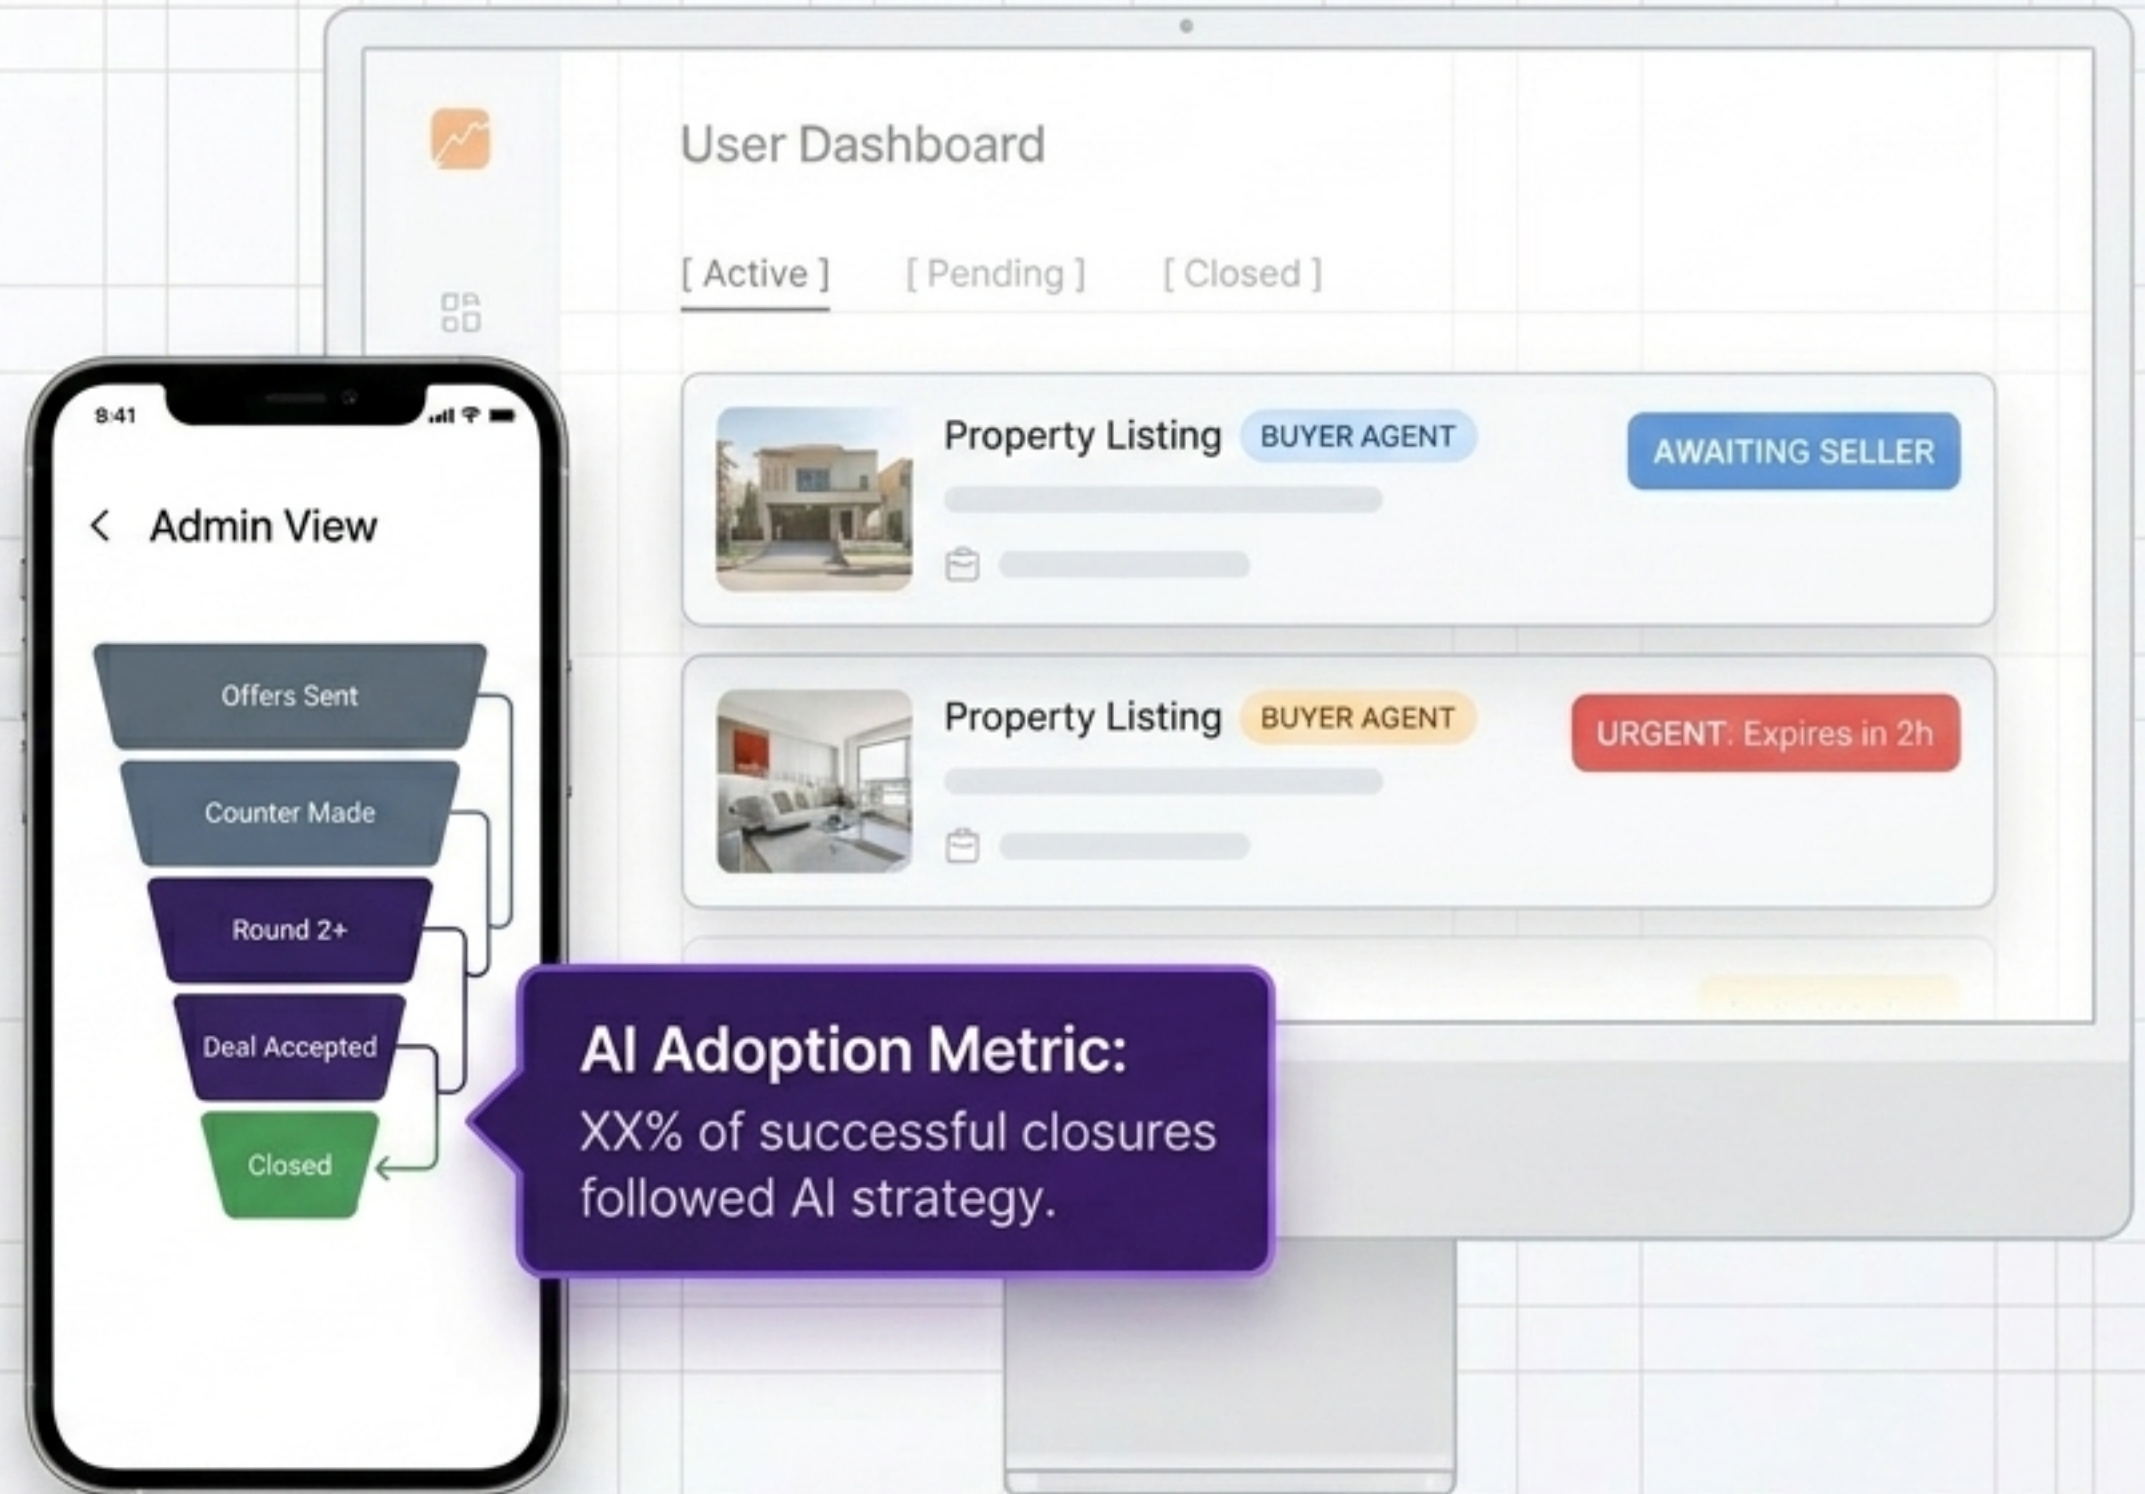 User Dashboard
[ Active ] [ Pending ] [ Closed ]
Property Listing BUYER AGENT AWAITING SELLER
Property Listing BUYER AGENT URGENT: Expires in 2h
8:41
Admin View
Offers Sent
Counter Made
Round 2+
Deal Accepted
Closed
AI Adoption Metric:
XX% of successful closures
followed AI strategy.